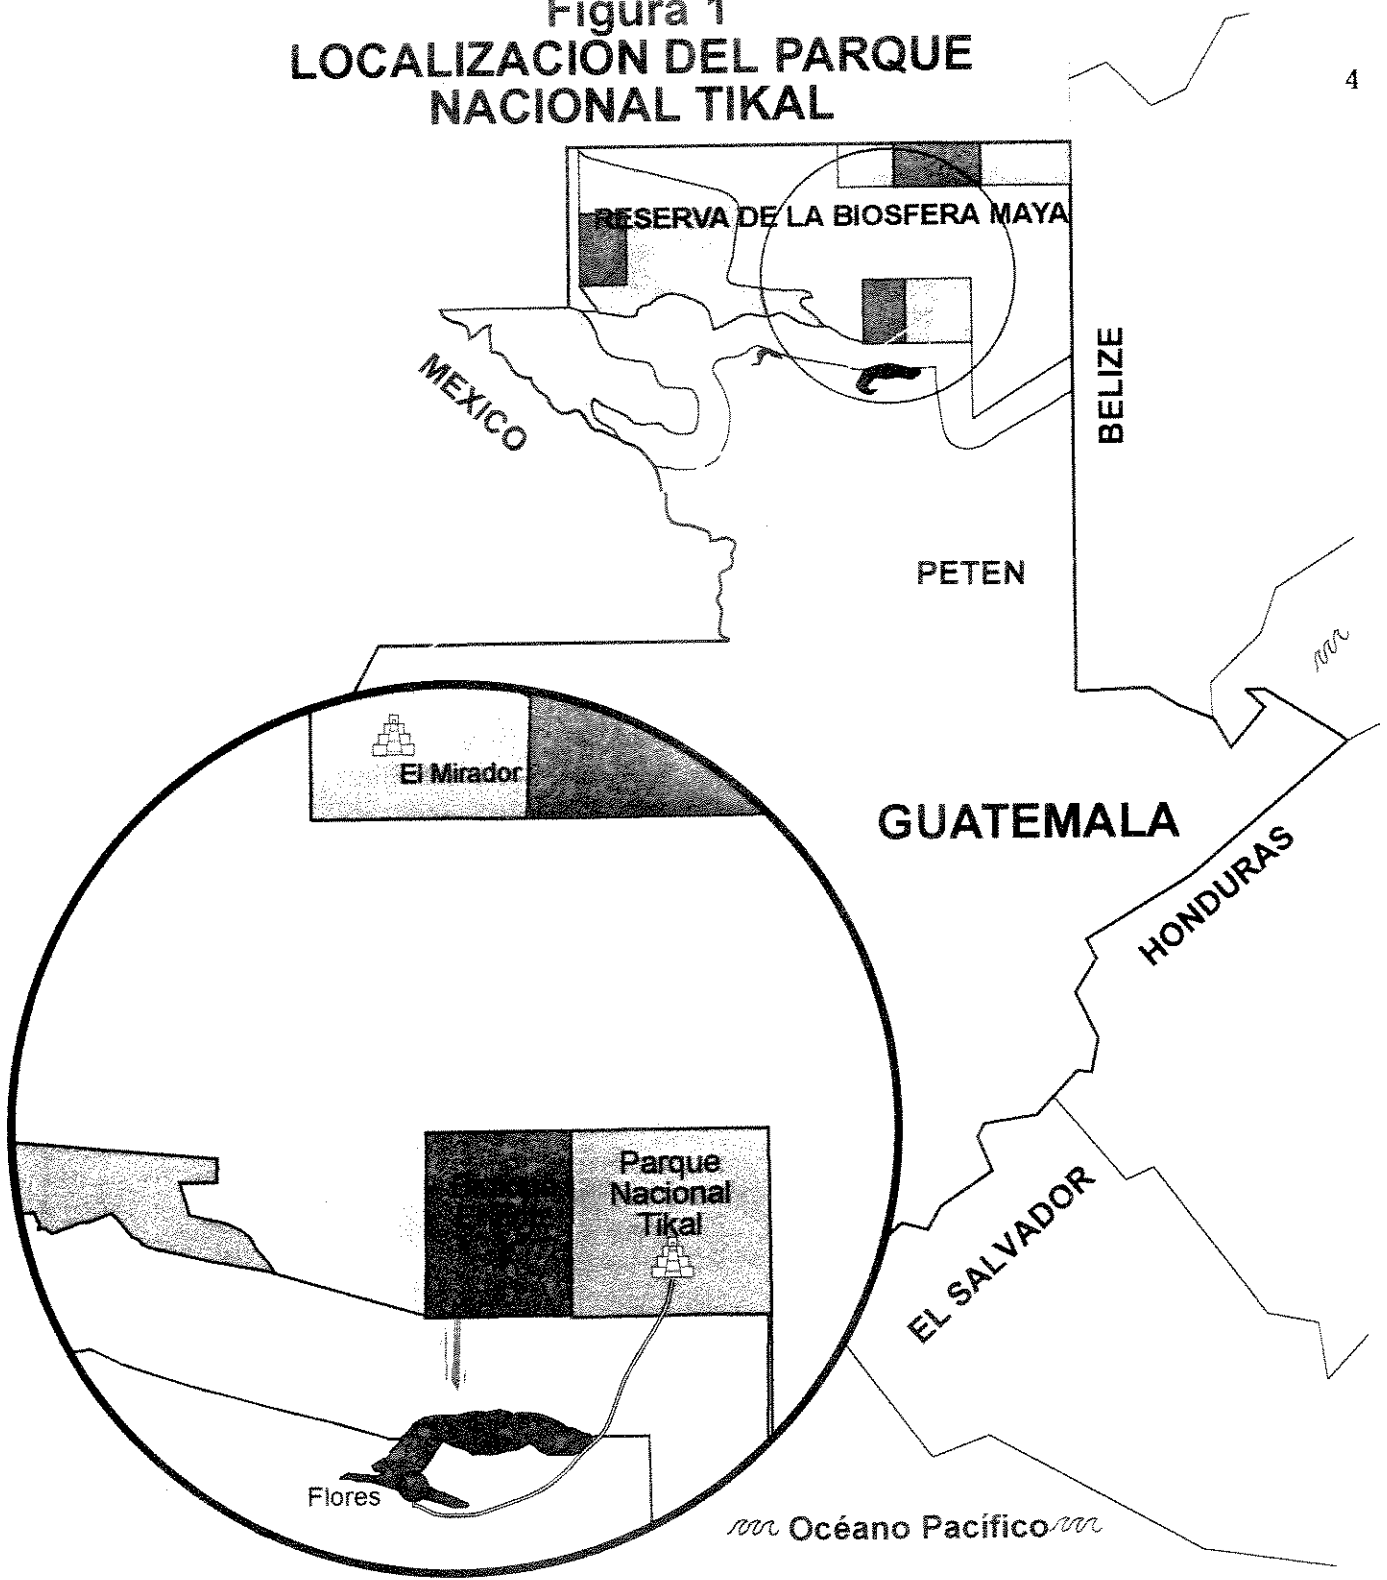 Figura 1
LOCALIZACION DEL PARQUE
NACIONAL TIKAL
4
RESERVA DE LA BIOSFERA MAYA
MEXICO
BELIZE
PETEN
El Mirador
GUATEMALA
HONDURAS
Parque
Nacional
Tikal
EL SALVADOR
Flores
Océano Pacífico